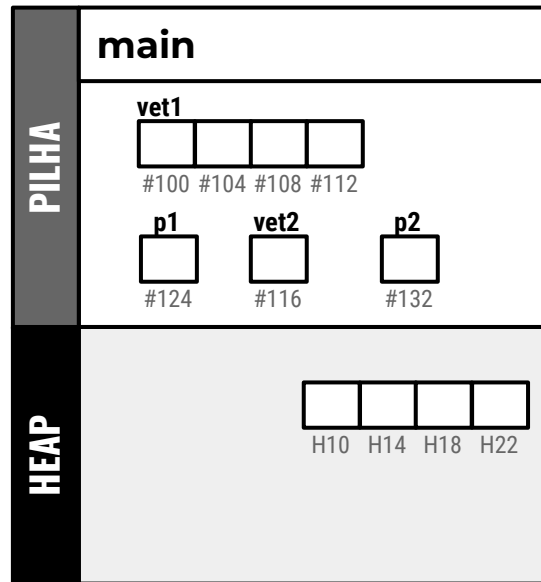 main
PILHA
vet1
#100 #104 #108 #112
p1 vet2 p2
#124 #116 #132
HEAP
H10 H14 H18 H22